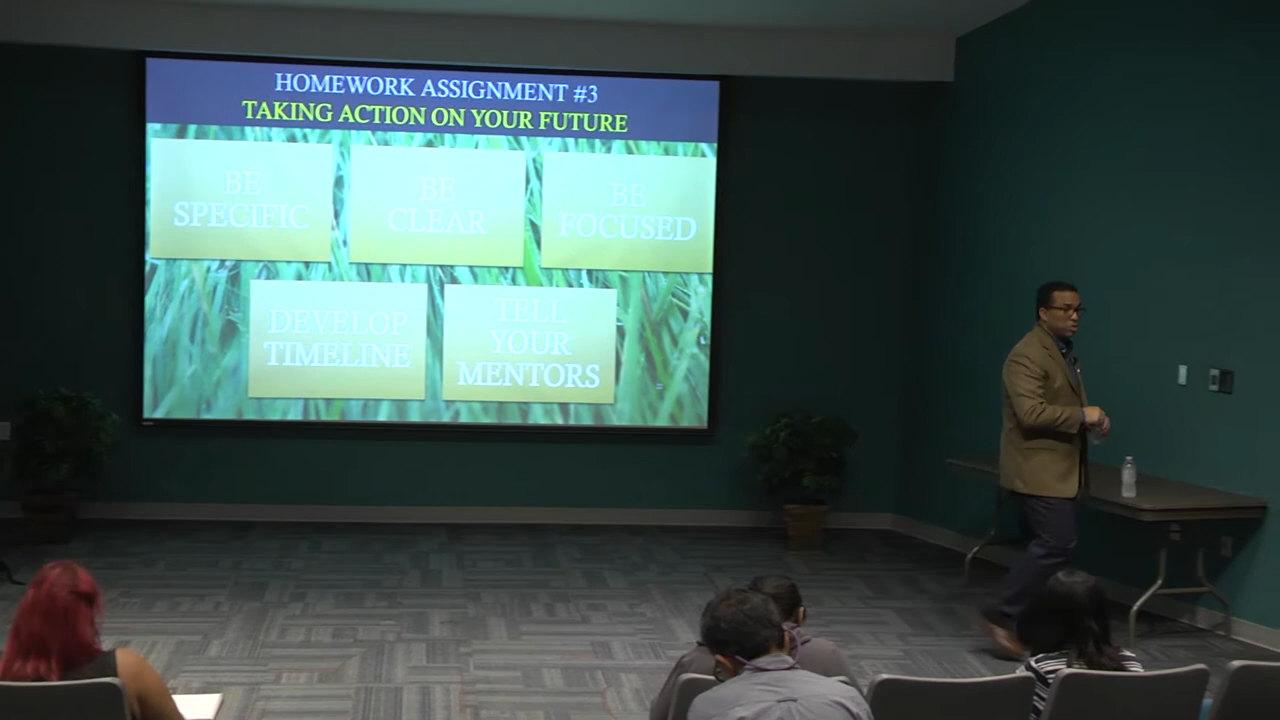 HOMEWORK ASSIGNMENT #3
TAKING ACTION ON YOUR FUTURE
BE
SPECIFIC
BE
CLEAR
BE
FOCUSED
DEVELOP
TIMELINE
TELL
YOUR
MENTORS